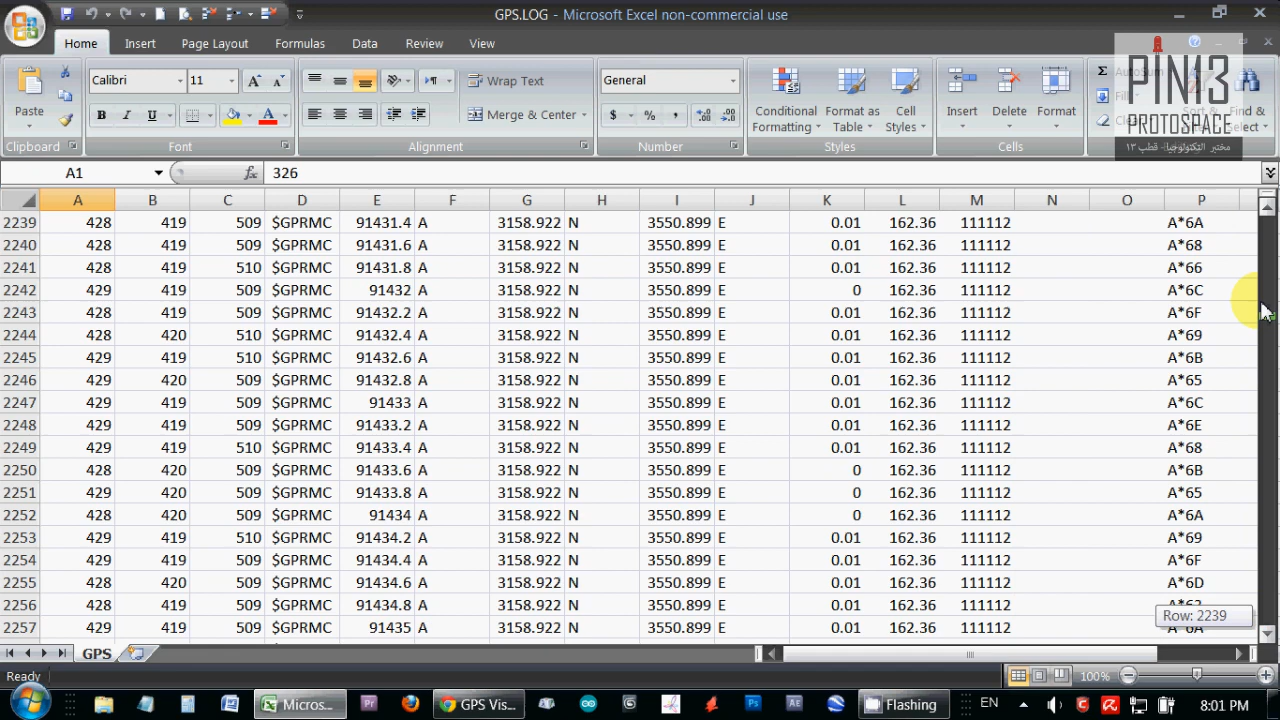 GPS.LOG - Microsoft Excel non-commercial use
Home Insert Page Layout Formulas Data Review View
PINI3
PROTOSPACE
مختبر التكنولوجيا - قطب ١٣
Calibri 11 Wrap Text General AutoSum
Paste Merge & Center $ % , Conditional Formatting Format as Table Cell Styles Insert Delete Format Find & Select
Clipboard Font Alignment Number Styles Cells
A1 fx 326
A B C D E F G H I J K L M N O P
2239 428 419 509 $GPRMC 91431.4 A 3158.922 N 3550.899 E 0.01 162.36 111112 A*6A
2240 428 419 509 $GPRMC 91431.6 A 3158.922 N 3550.899 E 0.01 162.36 111112 A*68
2241 428 419 510 $GPRMC 91431.8 A 3158.922 N 3550.899 E 0.01 162.36 111112 A*66
2242 428 419 509 $GPRMC 91432 A 3158.922 N 3550.899 E 0 162.36 111112 A*6C
2243 428 419 509 $GPRMC 91432.2 A 3158.922 N 3550.899 E 0.01 162.36 111112 A*6F
2244 428 420 509 $GPRMC 91432.4 A 3158.922 N 3550.899 E 0.01 162.36 111112 A*69
2245 429 419 510 $GPRMC 91432.6 A 3158.922 N 3550.899 E 0.01 162.36 111112 A*6B
2246 429 420 509 $GPRMC 91432.8 A 3158.922 N 3550.899 E 0.01 162.36 111112 A*65
2247 429 419 509 $GPRMC 91433 A 3158.922 N 3550.899 E 0.01 162.36 111112 A*6C
2248 429 419 509 $GPRMC 91433.2 A 3158.922 N 3550.899 E 0.01 162.36 111112 A*6E
2249 429 419 510 $GPRMC 91433.4 A 3158.922 N 3550.899 E 0.01 162.36 111112 A*68
2250 428 420 509 $GPRMC 91433.6 A 3158.922 N 3550.899 E 0 162.36 111112 A*6B
2251 429 420 509 $GPRMC 91433.8 A 3158.922 N 3550.899 E 0 162.36 111112 A*65
2252 429 420 509 $GPRMC 91434 A 3158.922 N 3550.899 E 0 162.36 111112 A*6A
2253 429 419 510 $GPRMC 91434.2 A 3158.922 N 3550.899 E 0.01 162.36 111112 A*69
2254 429 419 509 $GPRMC 91434.4 A 3158.922 N 3550.899 E 0.01 162.36 111112 A*6F
2255 428 420 509 $GPRMC 91434.6 A 3158.922 N 3550.899 E 0.01 162.36 111112 A*6D
2256 428 419 509 $GPRMC 91434.8 A 3158.922 N 3550.899 E 0.01 162.36 111112
2257 429 419 509 $GPRMC 91435 A 3158.922 N 3550.899 E 0.01 162.36 111112
Row: 2239
GPS
Ready 100%
Micros... GPS Vis... Flashing EN 8:01 PM